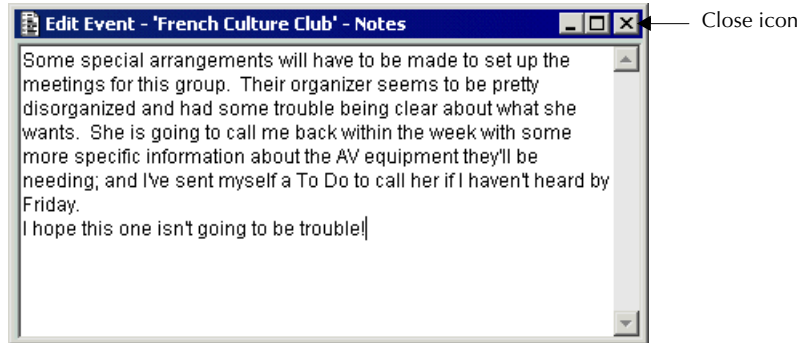 Edit Event - 'French Culture Club' - Notes
Close icon
Some special arrangements will have to be made to set up the
meetings for this group.  Their organizer seems to be pretty
disorganized and had some trouble being clear about what she
wants.  She is going to call me back within the week with some
more specific information about the AV equipment they'll be
needing; and I've sent myself a To Do to call her if I haven't heard by
Friday.
I hope this one isn't going to be trouble!